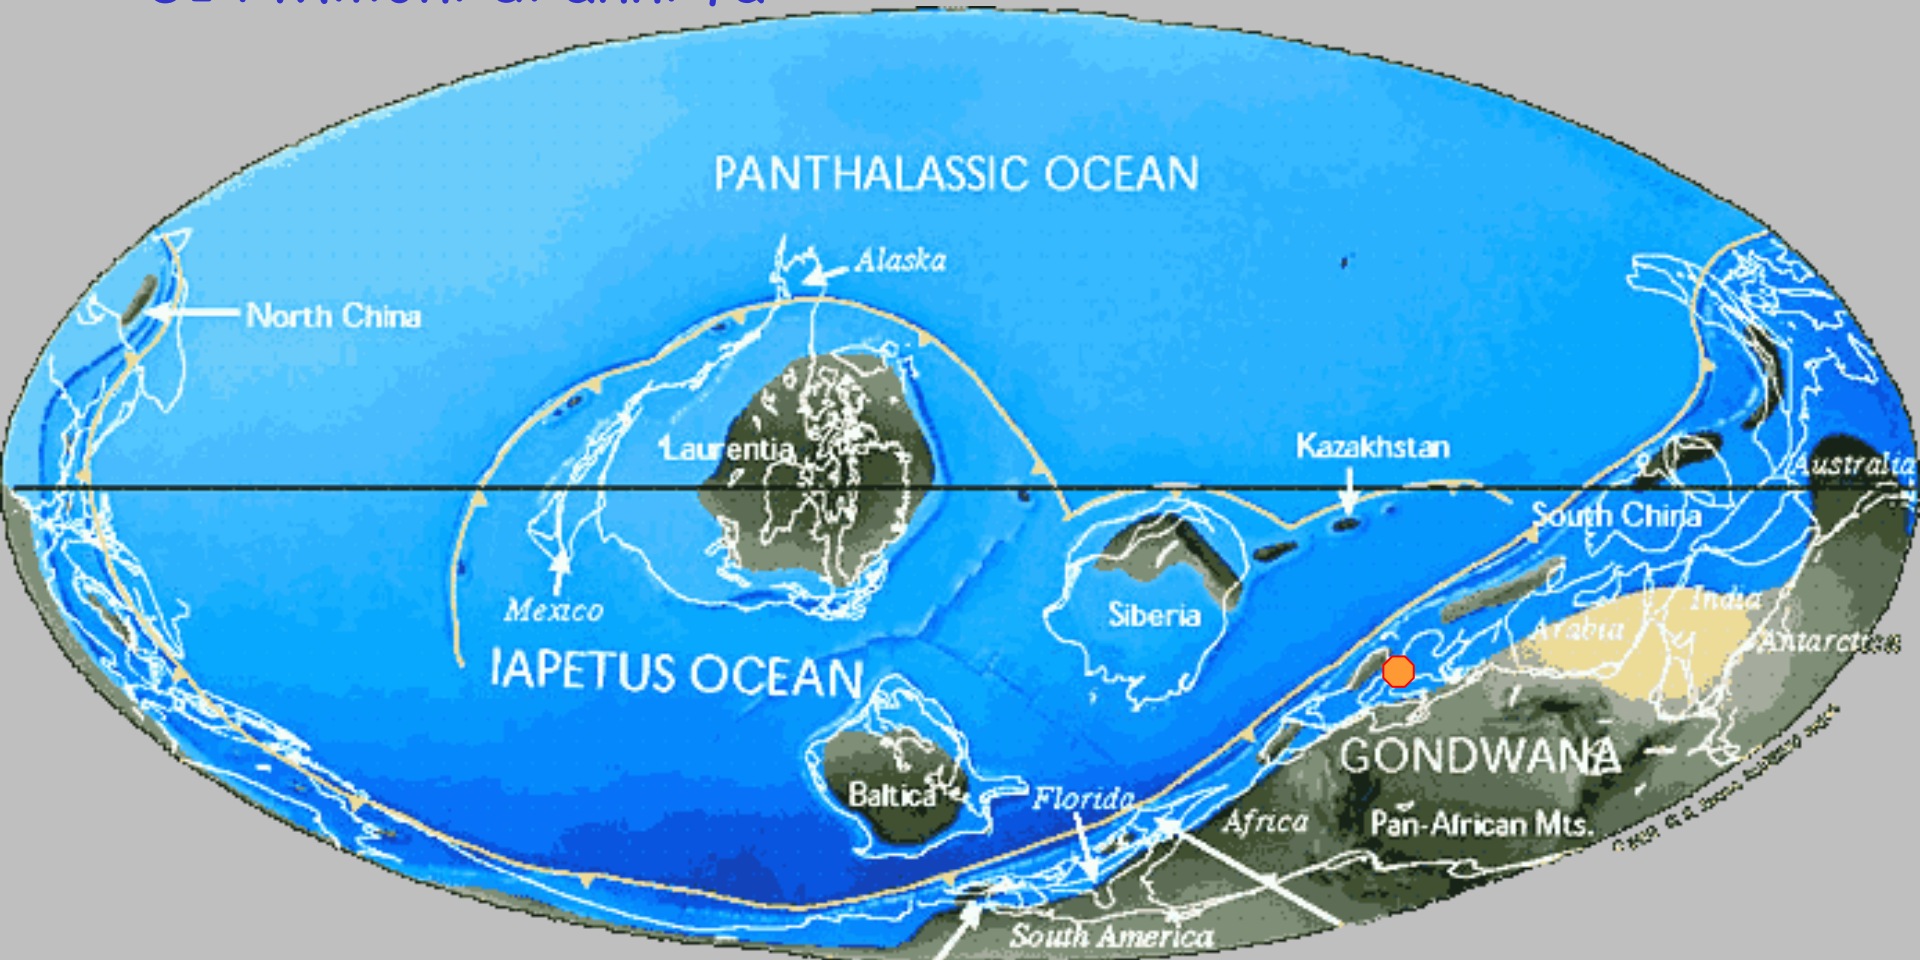 PANTHALASSIC OCEAN
Alaska
North China
Laurentia
Kazakhstan
Australia
South China
Mexico
Siberia
India
Arabia
Antarctica
IAPETUS OCEAN
GONDWANA
Baltica
Florida
Africa
Pan-African Mts.
South America